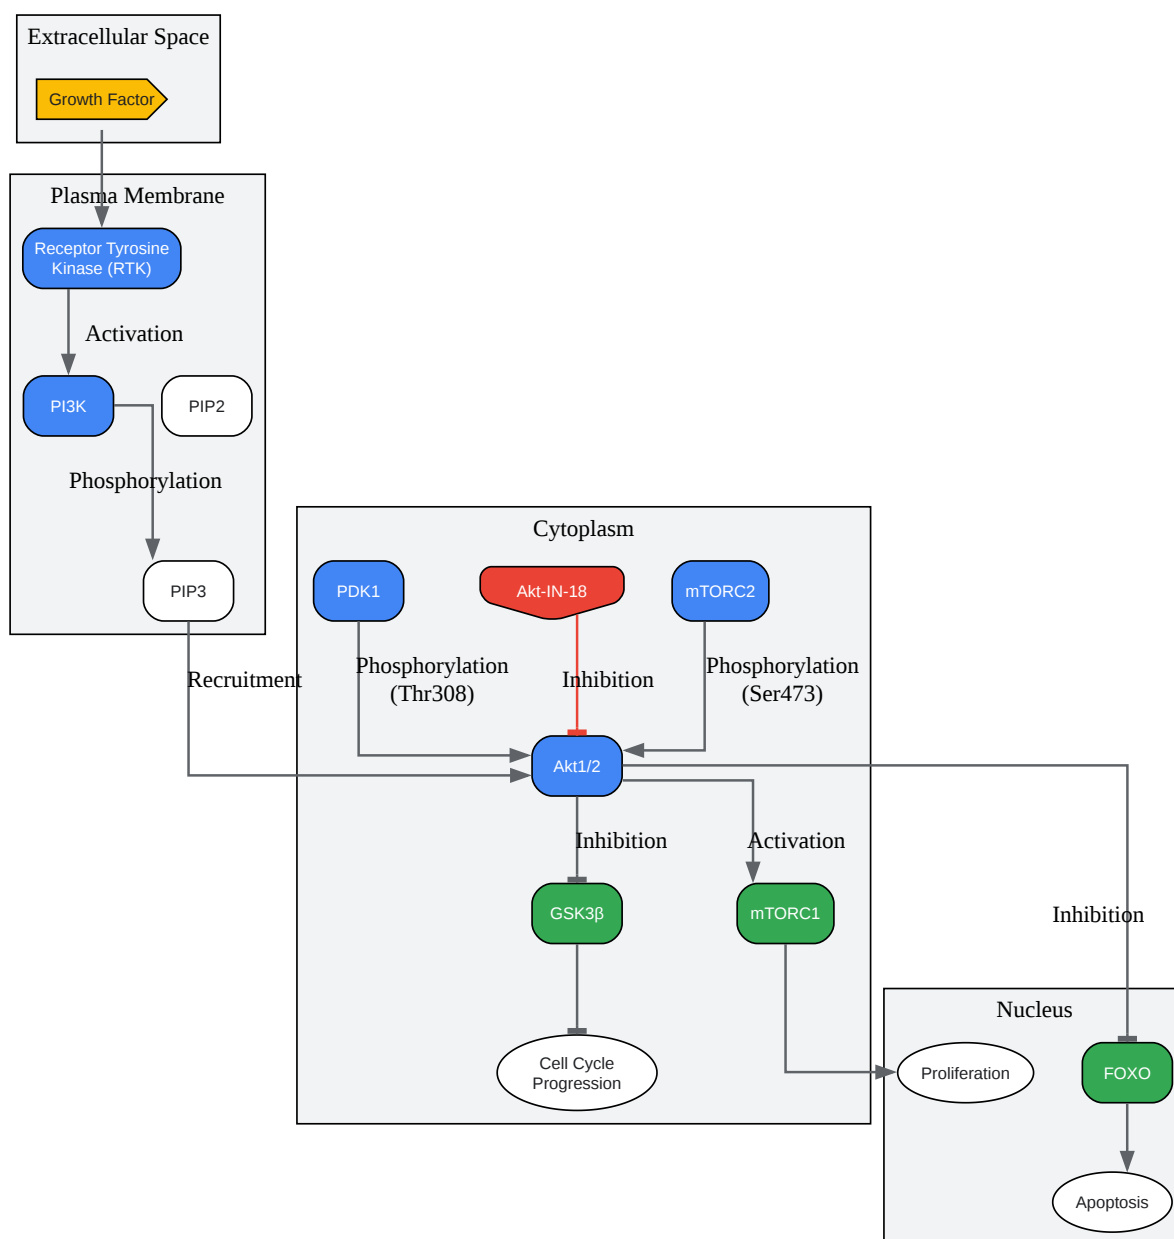 Extracellular Space
Growth Factor
Plasma Membrane
Receptor Tyrosine
Kinase (RTK)
Activation
PI3K
PIP2
Phosphorylation
PIP3
Recruitment
Cytoplasm
PDK1
Akt-IN-18
mTORC2
Phosphorylation
(Thr308)
Inhibition
Phosphorylation
(Ser473)
Akt1/2
Inhibition
Activation
GSK3β
mTORC1
Inhibition
Cell Cycle
Progression
Nucleus
Proliferation
FOXO
Apoptosis